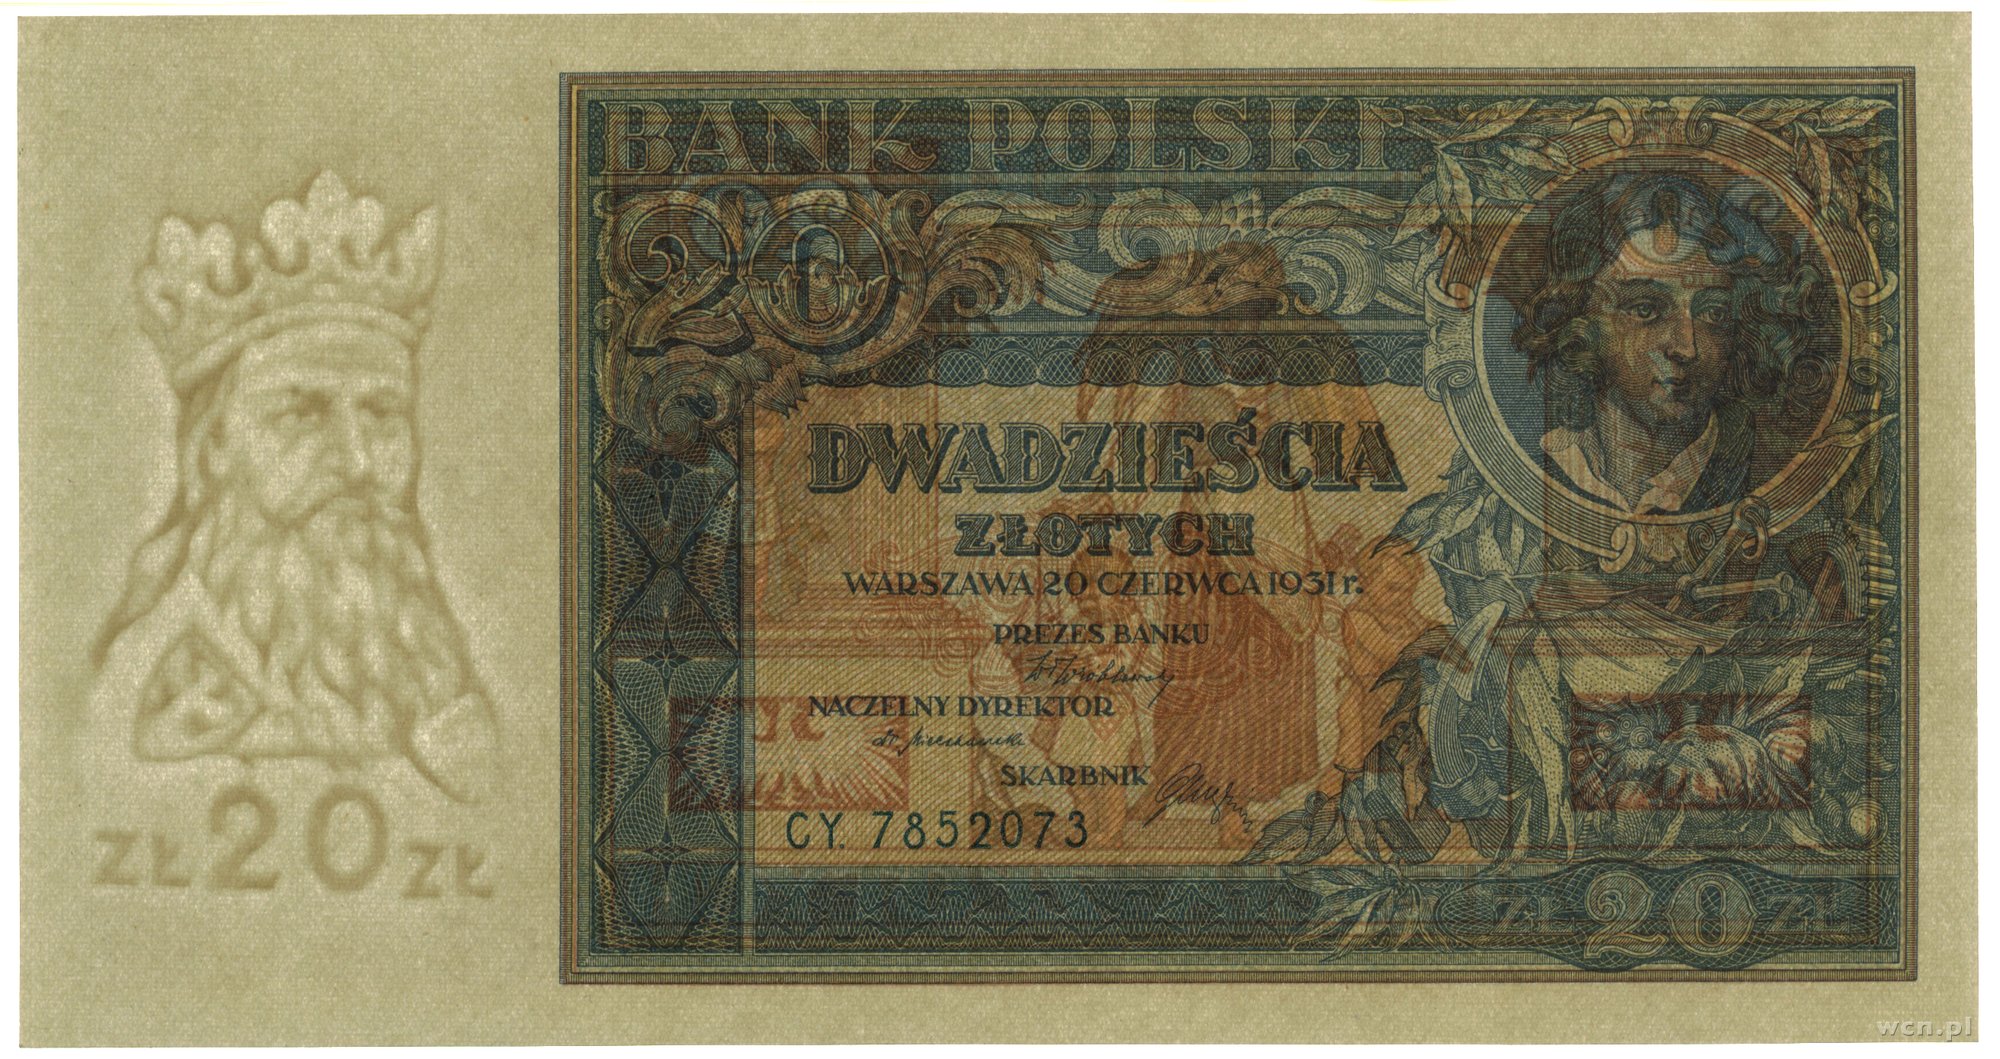 BANK POLSKI
20
DWADZIEŚCIA
ZŁOTYCH
WARSZAWA 20 CZERWCA 1931 r.
PREZES BANKU
NACZELNY DYREKTOR
SKARBNIK
CY. 7852073
ZŁ 20 ZŁ
ZŁ 20 ZŁ
wcn.pl